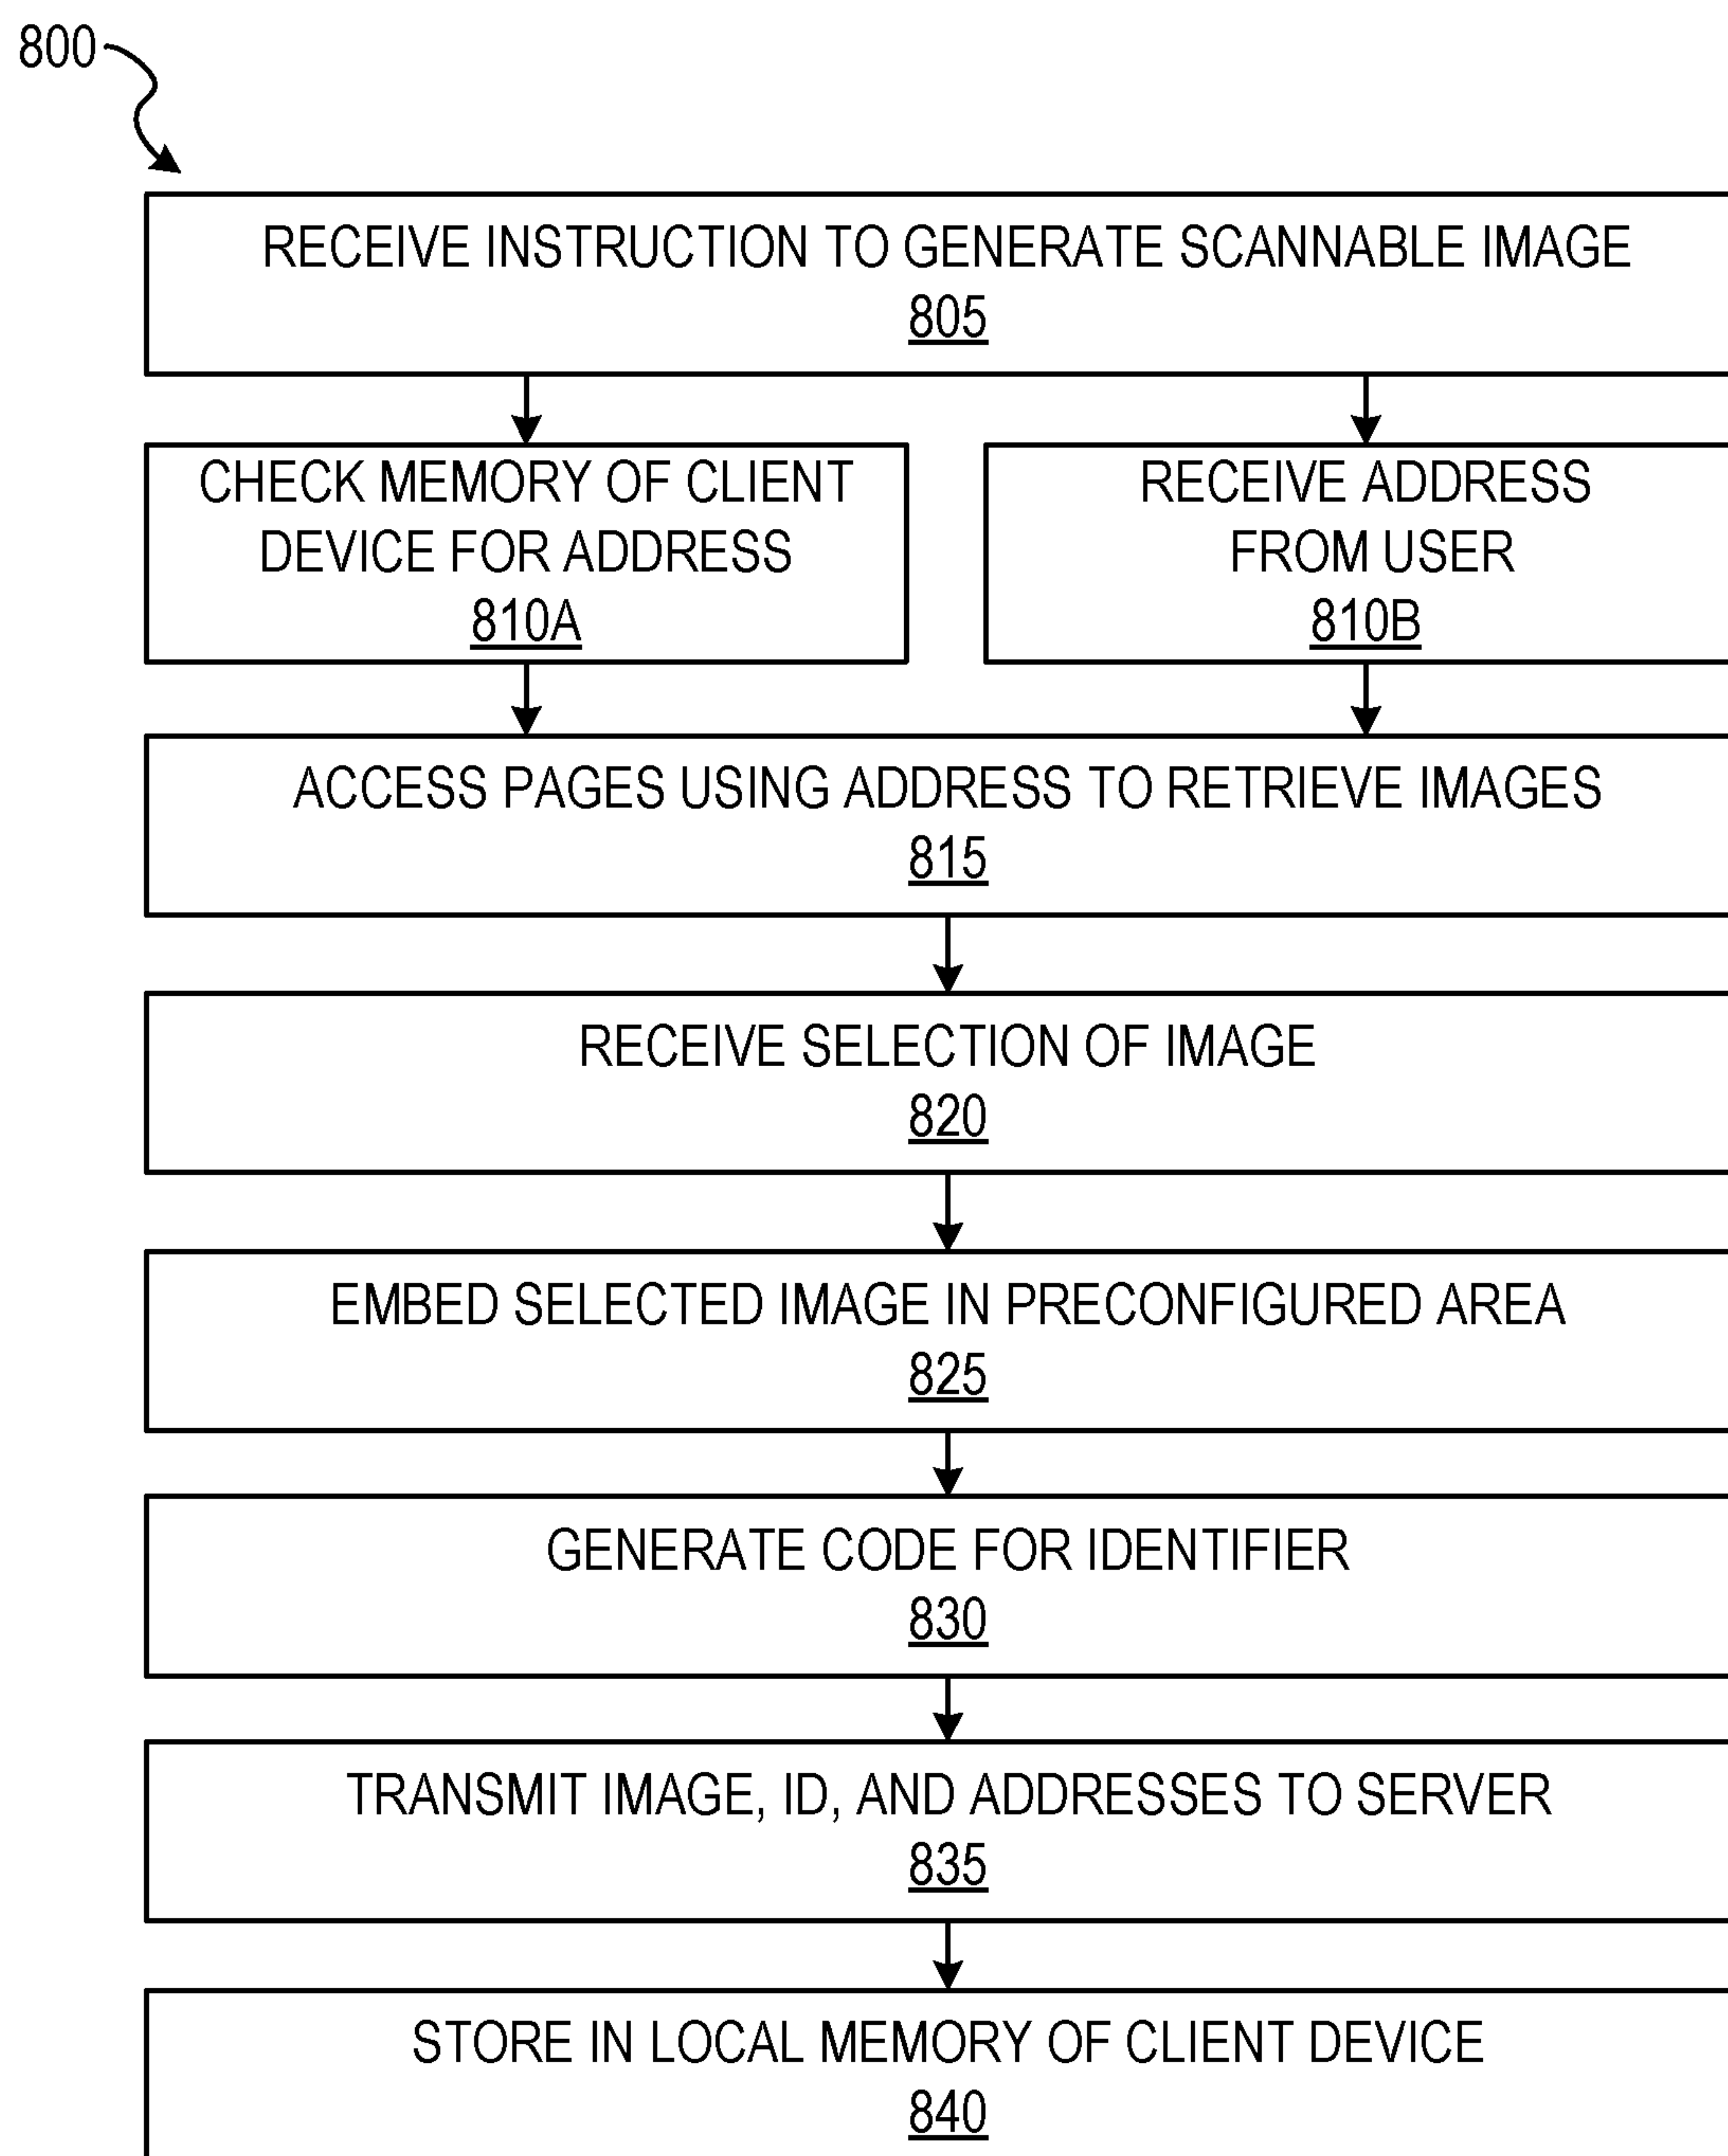 800
RECEIVE INSTRUCTION TO GENERATE SCANNABLE IMAGE
805
CHECK MEMORY OF CLIENT
DEVICE FOR ADDRESS
810A
RECEIVE ADDRESS
FROM USER
810B
ACCESS PAGES USING ADDRESS TO RETRIEVE IMAGES
815
RECEIVE SELECTION OF IMAGE
820
EMBED SELECTED IMAGE IN PRECONFIGURED AREA
825
GENERATE CODE FOR IDENTIFIER
830
TRANSMIT IMAGE, ID, AND ADDRESSES TO SERVER
835
STORE IN LOCAL MEMORY OF CLIENT DEVICE
840